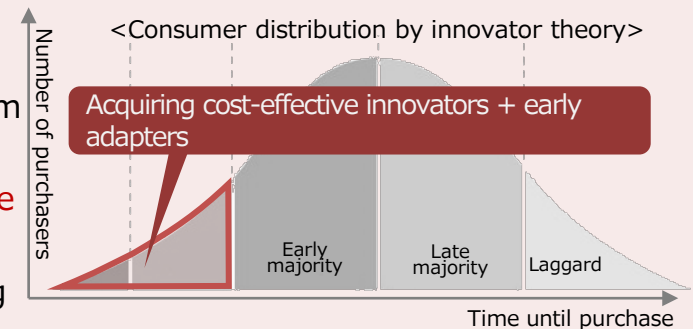 <Consumer distribution by innovator theory>
Number of purchasers
m
Acquiring cost-effective innovators + early
adapters
e
g
Early
majority
Late
majority
Laggard
Time until purchase